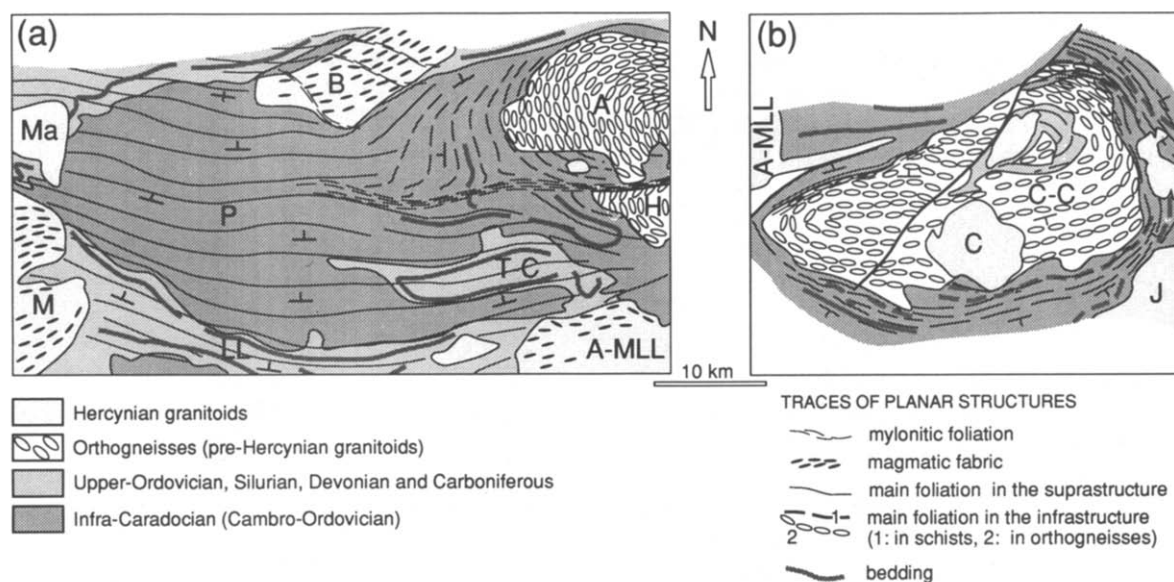 (a)
N
(b)
B
A
Ma
A-MLL
P
H
C-C
T C
C
M
J
LL
A-MLL
10 km
Hercynian granitoids
Orthogneisses (pre-Hercynian granitoids)
Upper-Ordovician, Silurian, Devonian and Carboniferous
Infra-Caradocian (Cambro-Ordovician)
TRACES OF PLANAR STRUCTURES
mylonitic foliation
magmatic fabric
main foliation in the suprastructure
1 main foliation in the infrastructure
2 (1: in schists, 2: in orthogneisses)
bedding